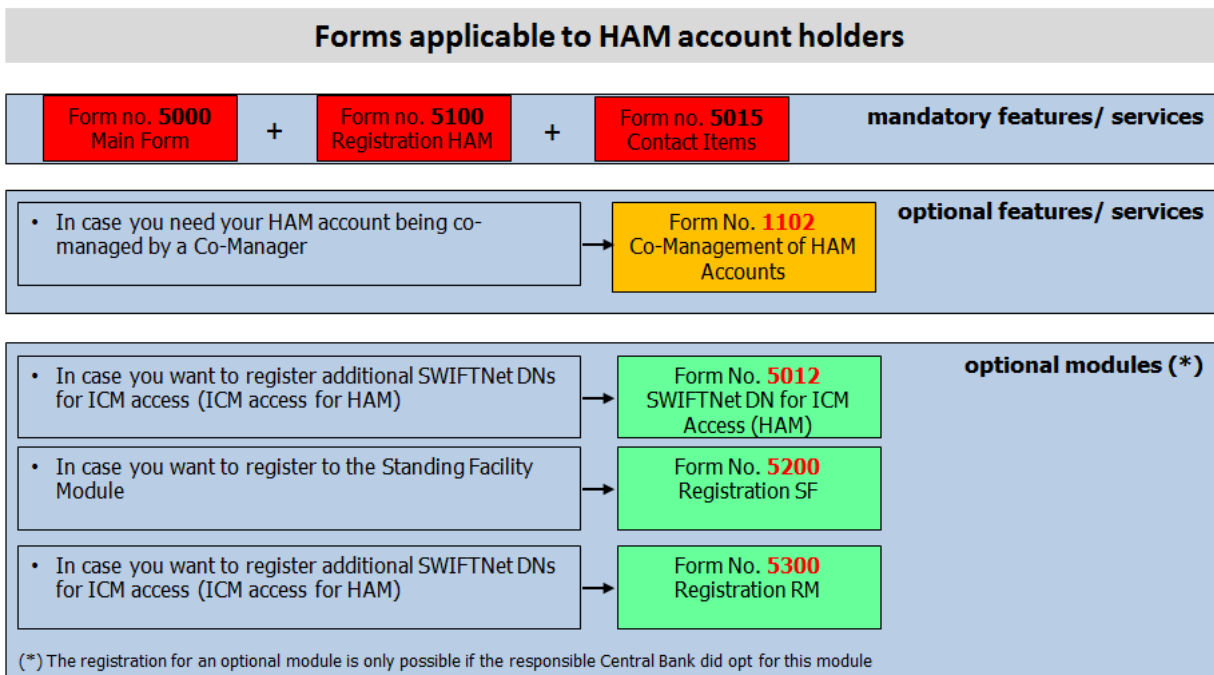 Forms applicable to HAM account holders
Form no. 5000
Main Form
+
Form no. 5100
Registration HAM
+
Form no. 5015
Contact Items
mandatory features/ services
• In case you need your HAM account being co-
managed by a Co-Manager
Form No. 1102
Co-Management of HAM
Accounts
optional features/ services
optional modules (*)
• In case you want to register additional SWIFTNet DNs
for ICM access (ICM access for HAM)
Form No. 5012
SWIFTNet DN for ICM
Access (HAM)
• In case you want to register to the Standing Facility
Module
Form No. 5200
Registration SF
• In case you want to register additional SWIFTNet DNs
for ICM access (ICM access for HAM)
Form No. 5300
Registration RM
(*) The registration for an optional module is only possible if the responsible Central Bank did opt for this module